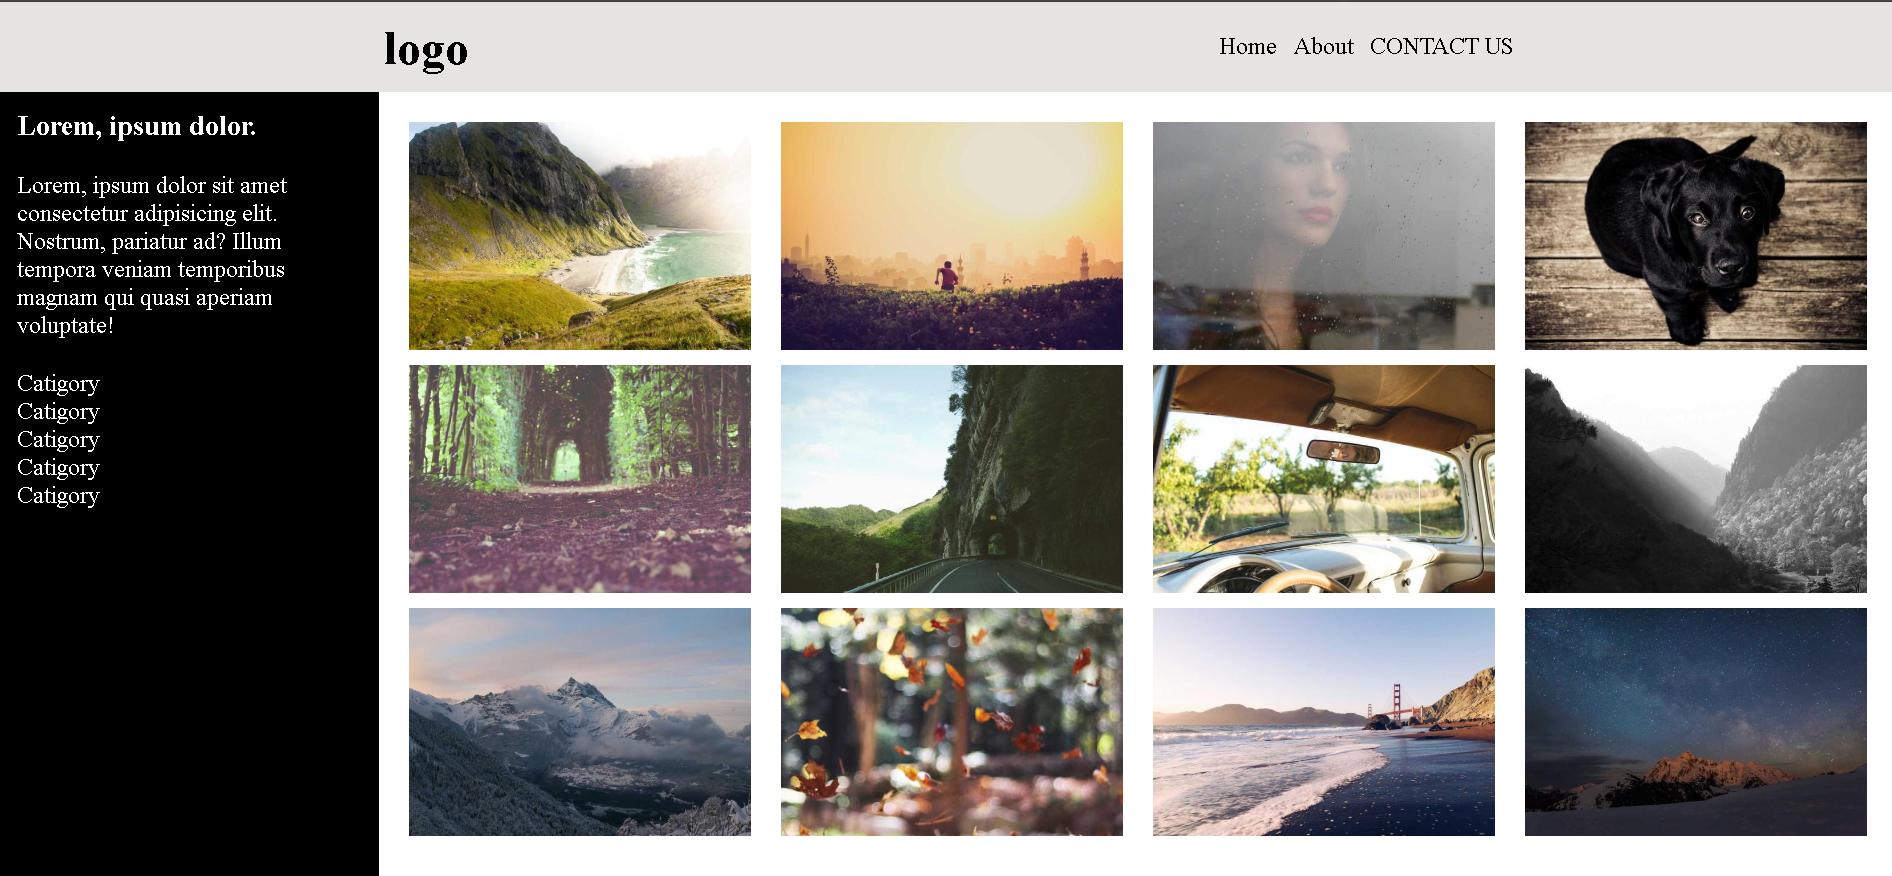 logo
Home About CONTACT US
Lorem, ipsum dolor.
Lorem, ipsum dolor sit amet
consectetur adipisicing elit.
Nostrum, pariatur ad? Illum
tempora veniam temporibus
magnam qui quasi aperiam
voluptate!
Catigory
Catigory
Catigory
Catigory
Catigory